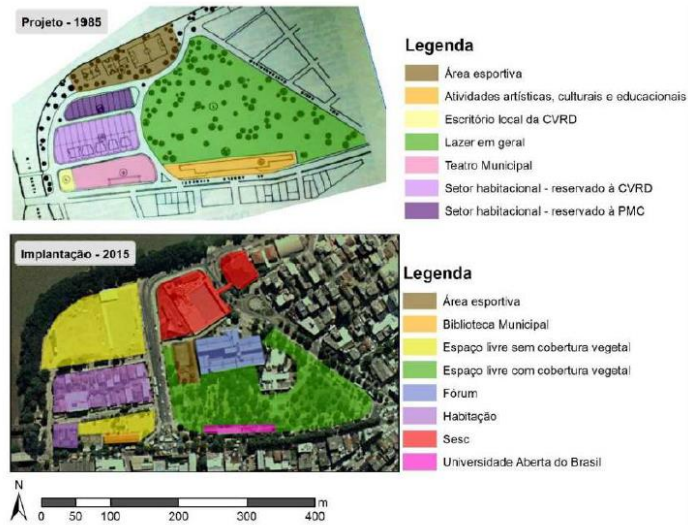 Projeto - 1985
Legenda
Área esportiva
Atividades artísticas, culturais e educacionais
Escritório local da CVRD
Lazer em geral
Teatro Municipal
Setor habitacional - reservado à CVRD
Setor habitacional - reservado à PMC
Implantação - 2015
Legenda
Área esportiva
Biblioteca Municipal
Espaço livre sem cobertura vegetal
Espaço livre com cobertura vegetal
Fórum
Habitação
Sesc
Universidade Aberta do Brasil
N
m
0 50 100 200 300 400